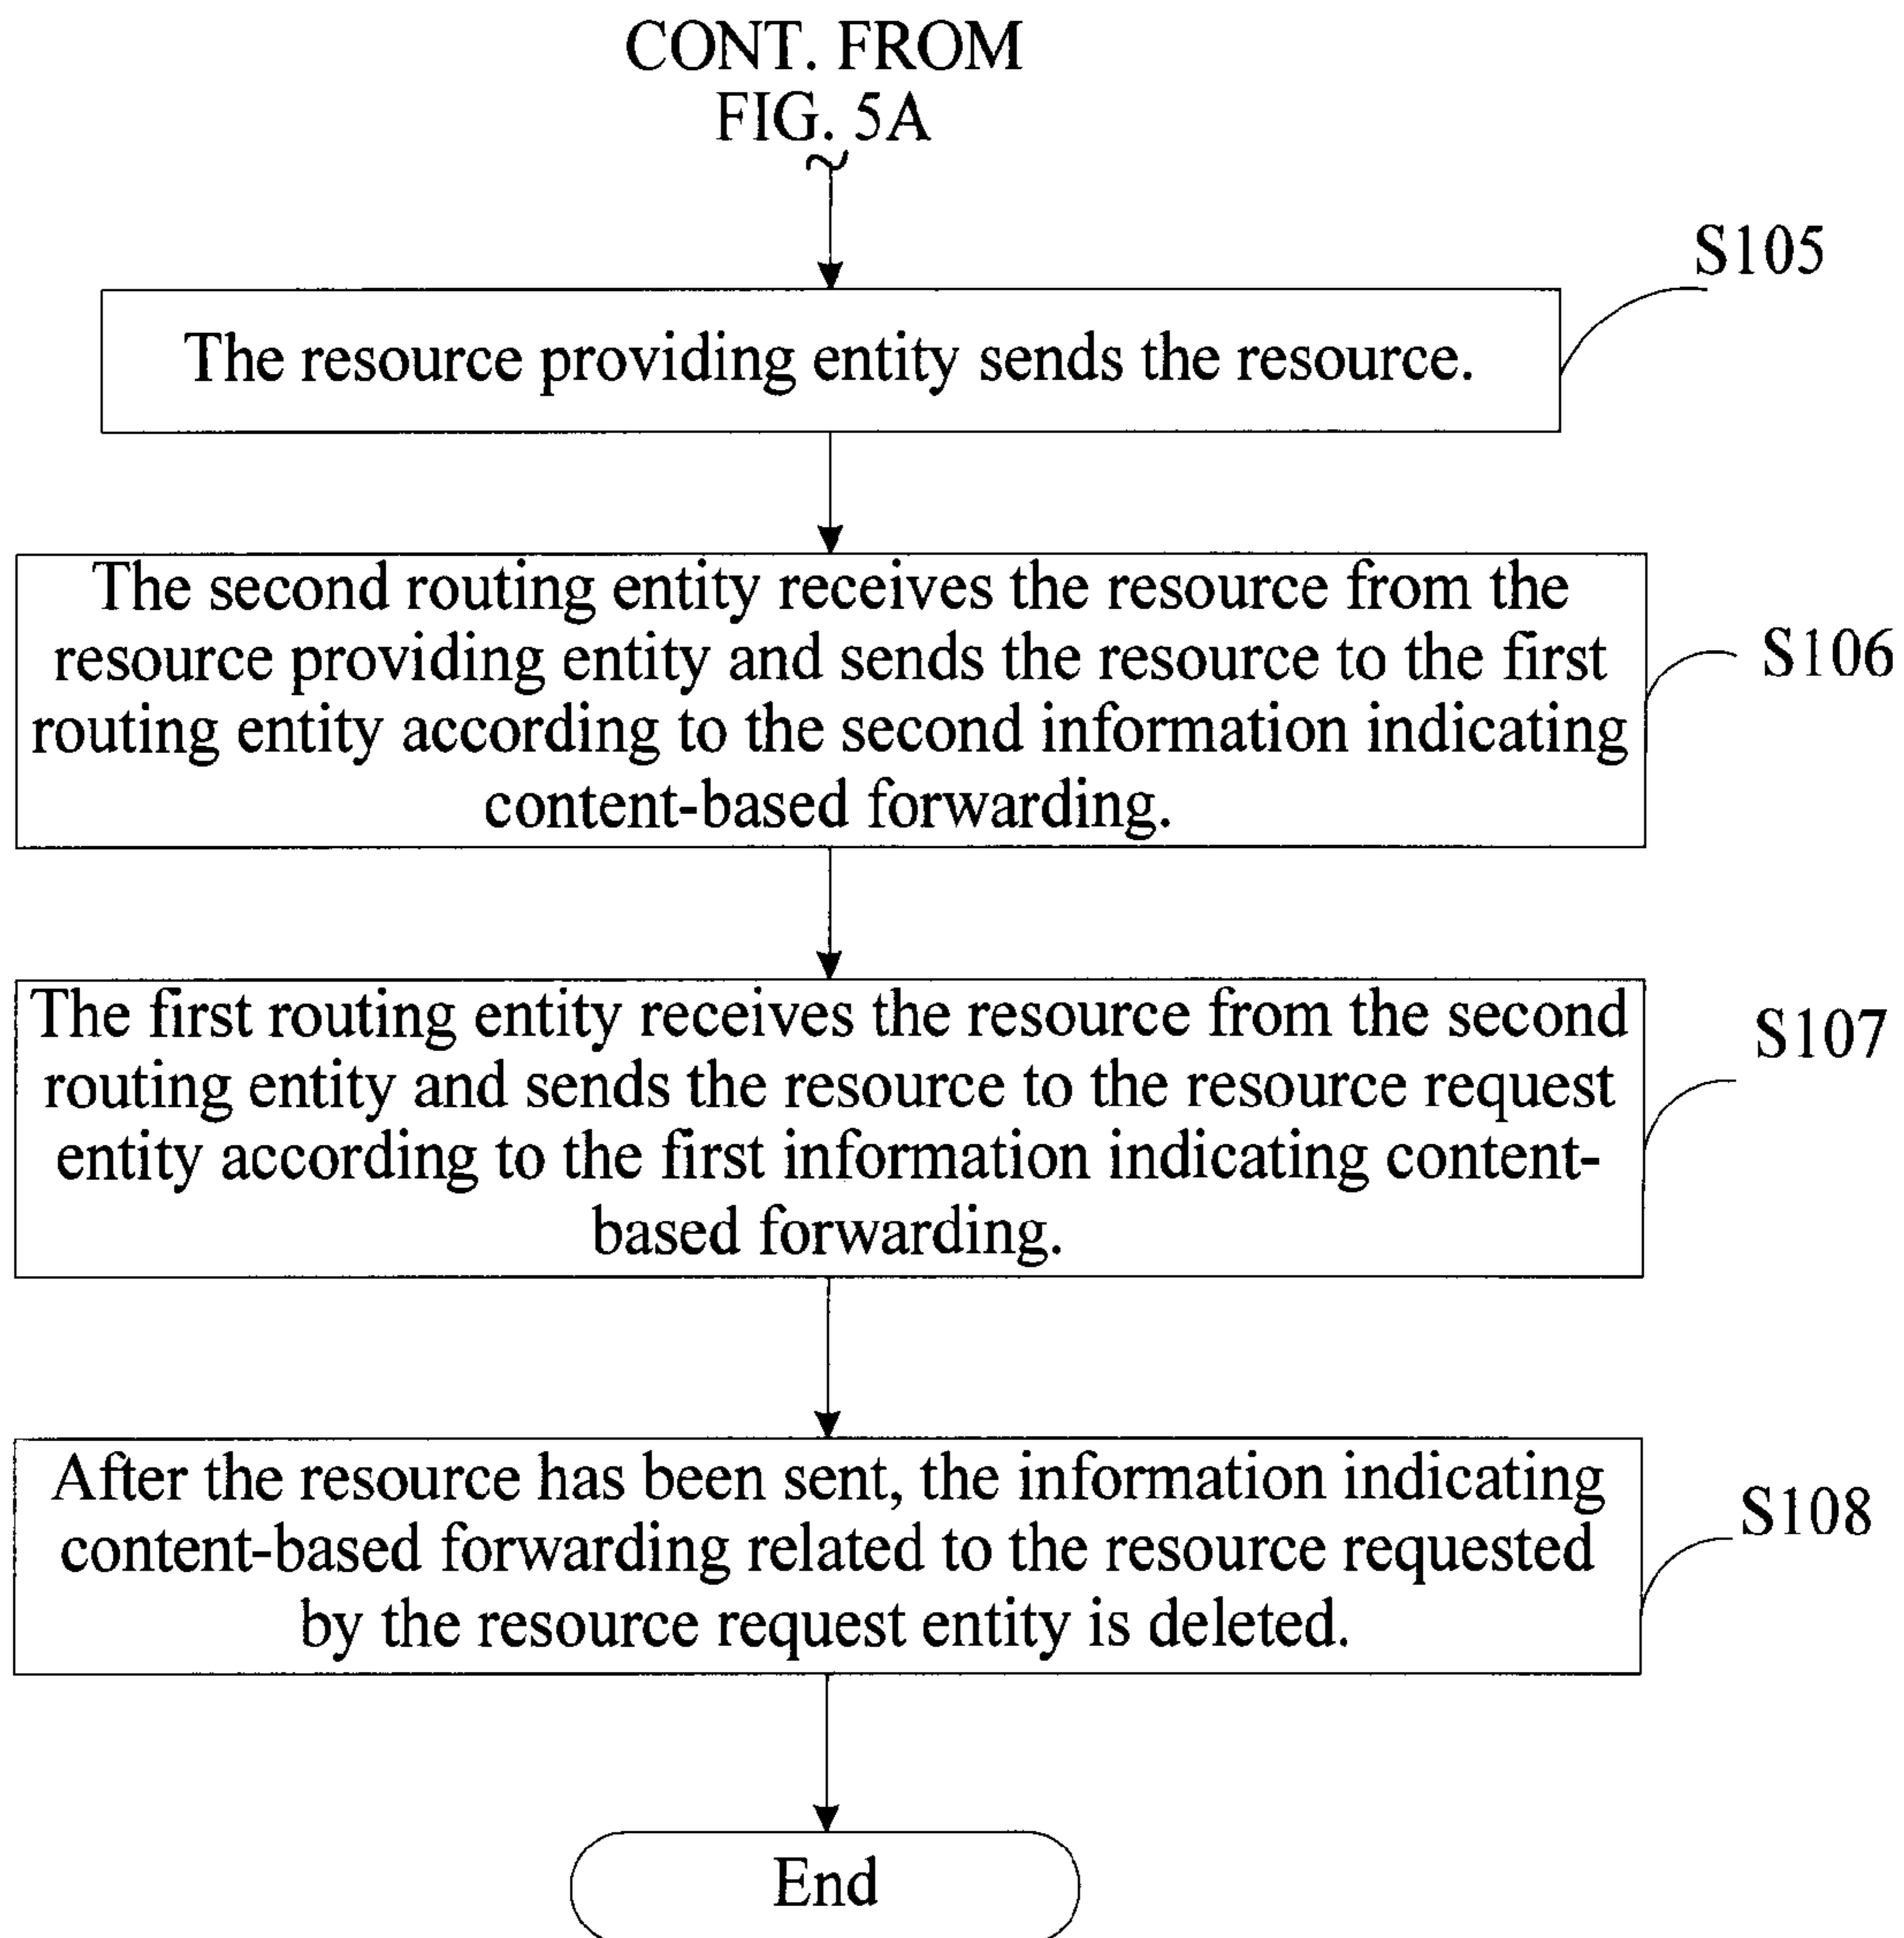 CONT. FROM
FIG. 5A
S105
The resource providing entity sends the resource.
The second routing entity receives the resource from the
resource providing entity and sends the resource to the first
routing entity according to the second information indicating
content-based forwarding.
S106
The first routing entity receives the resource from the second
routing entity and sends the resource to the resource request
entity according to the first information indicating content-
based forwarding.
S107
After the resource has been sent, the information indicating
content-based forwarding related to the resource requested
by the resource request entity is deleted.
S108
End